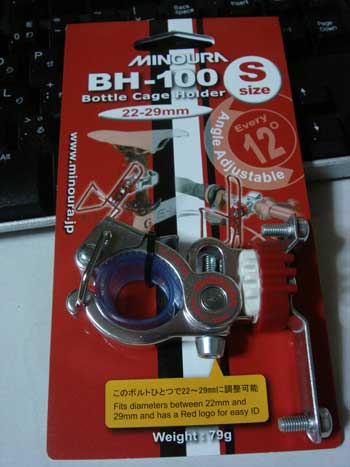 MINOURA
BH-100
Bottle Cage Holder
22-29mm
S
size
Every
12°
Angle Adjustable
www.minoura.jp
このボルトひとつで22～29mmに調整可能
Fits diameters between 22mm and
29mm and has a Red logo for easy ID
Weight : 79g